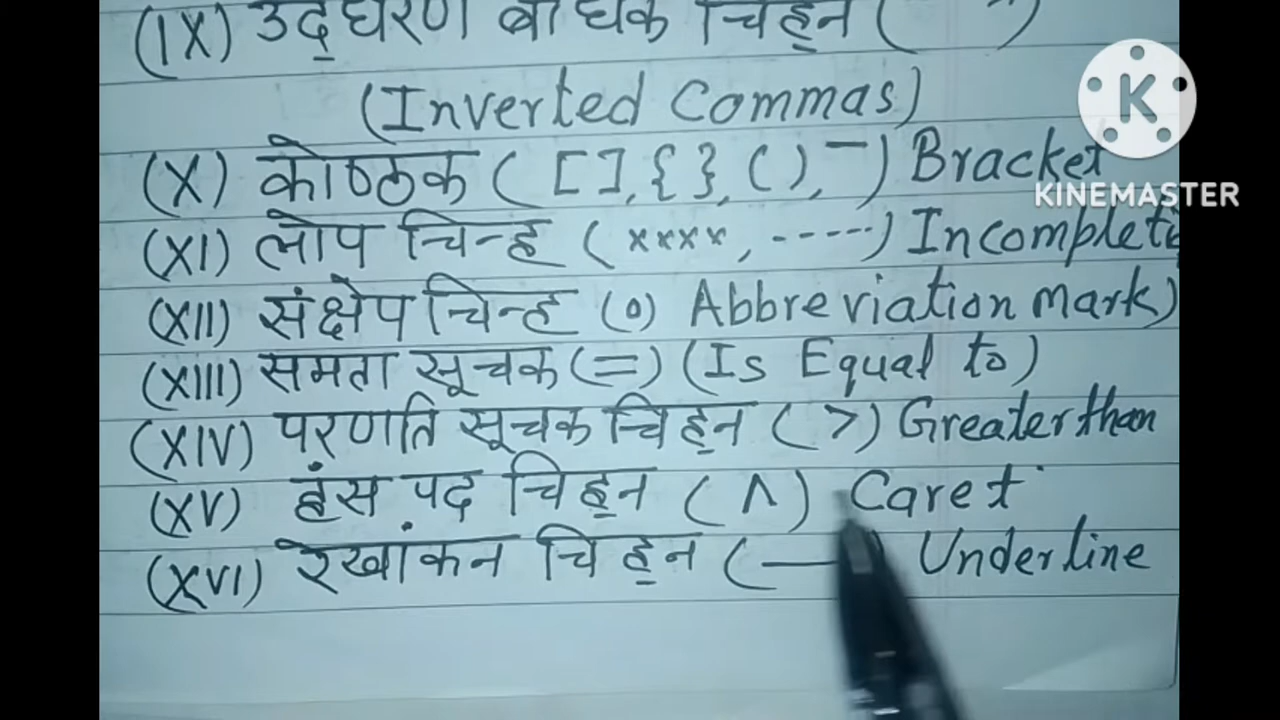 (IX) उद्धरण बोधक चिह्न ( " " )
(Inverted Commas)
K
KINEMASTER
(X) कोष्ठक ( [ ], { }, ( ), — ) Bracket
(XI) लोप चिन्ह ( xxxx, ----- ) Incomplete
(XII) संक्षेप चिन्ह (०) Abbreviation mark)
(XIII) समता सूचक (=) (Is Equal to)
(XIV) परणति सूचक चिह्न (>) Greater than
(XV) हंस पद चिह्न (^) Caret
(XVI) रेखांकन चिह्न (—) Underline